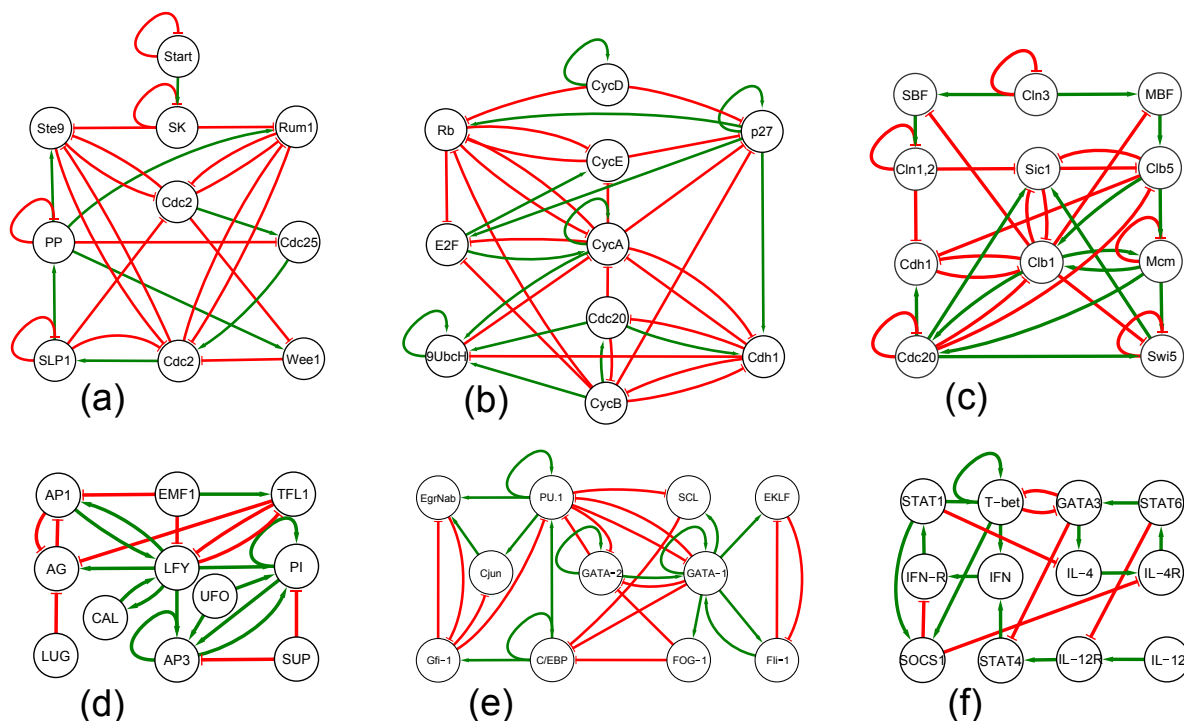 Start
SK
Ste9
Rum1
Cdc2
PP
Cdc25
SLP1
Cdc2
Wee1
(a)
CycD
Rb
p27
CycE
E2F
CycA
Cdc20
9UbcH
Cdh1
CycB
(b)
SBF
Cln3
MBF
Cln1,2
Sic1
Clb5
Cdh1
Clb1
Mcm
Cdc20
Swi5
(c)
AP1
EMF1
TFL1
AG
LFY
PI
CAL
UFO
LUG
AP3
SUP
(d)
EgrNab
PU.1
SCL
EKLF
Cjun
GATA-2
GATA-1
Gfi-1
C/EBP
FOG-1
Fli-1
(e)
STAT1
T-bet
GATA3
STAT6
IFN-R
IFN
IL-4
IL-4R
SOCS1
STAT4
IL-12R
IL-12
(f)